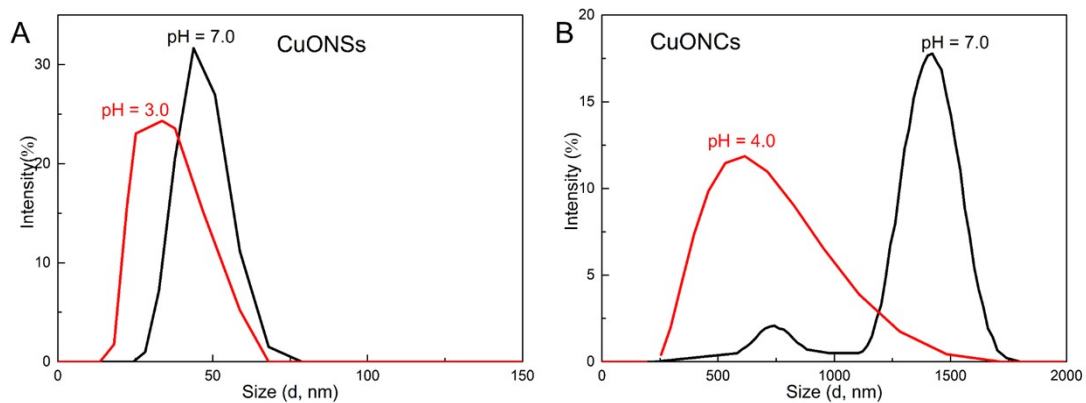 A
CuONSs
pH = 7.0
pH = 3.0
Intensity(%)
30
20
10
0
0
50
100
150
Size (d, nm)
B
CuONCs
pH = 7.0
pH = 4.0
Intensity (%)
20
15
10
5
0
0
500
1000
1500
2000
Size (d, nm)